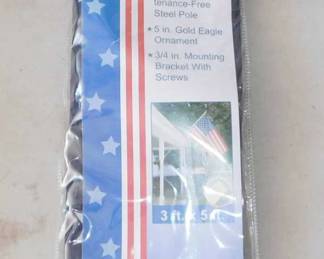 tenance-Free
Steel Pole
★5 in. Gold Eagle
Ornament
★3/4 in. Mounting
Bracket With
Screws
3 ft. x 5 ft.